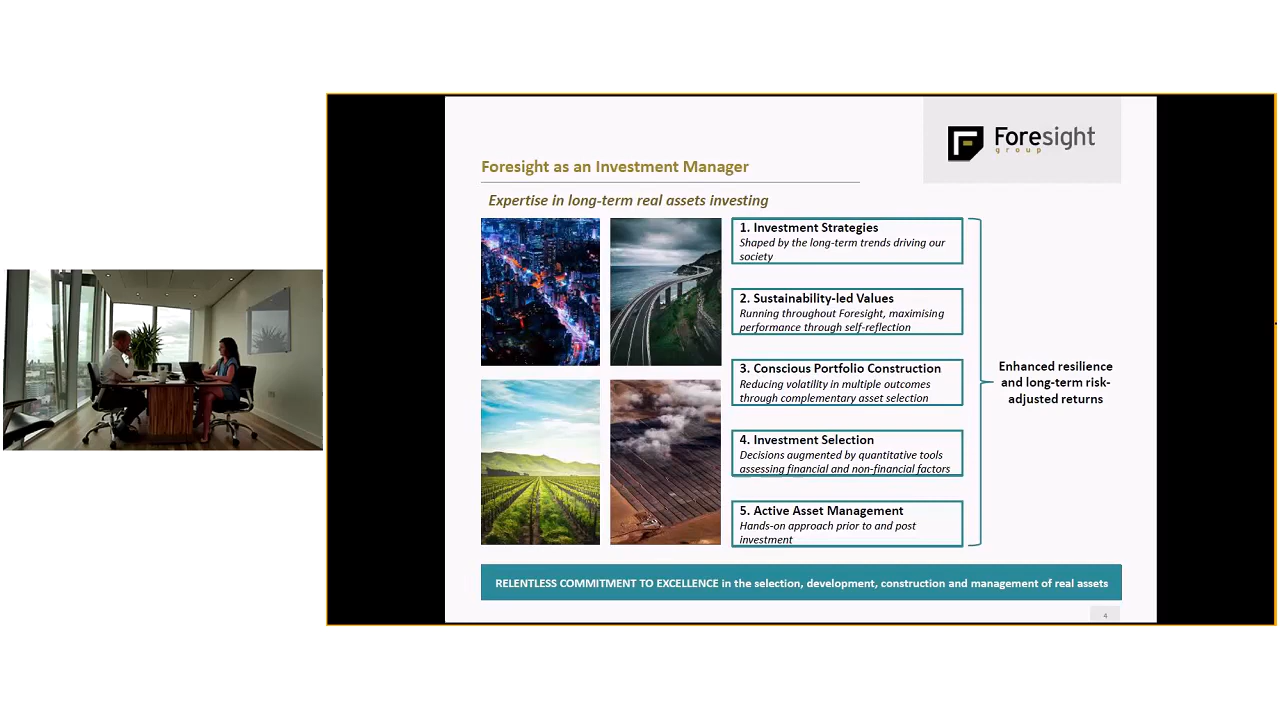 Foresight
group
Foresight as an Investment Manager
Expertise in long-term real assets investing
1. Investment Strategies
Shaped by the long-term trends driving our
society
2. Sustainability-led Values
Running throughout Foresight, maximising
performance through self-reflection
3. Conscious Portfolio Construction
Reducing volatility in multiple outcomes
through complementary asset selection
4. Investment Selection
Decisions augmented by quantitative tools
assessing financial and non-financial factors
5. Active Asset Management
Hands-on approach prior to and post
investment
Enhanced resilience
and long-term risk-
adjusted returns
RELENTLESS COMMITMENT TO EXCELLENCE in the selection, development, construction and management of real assets
4